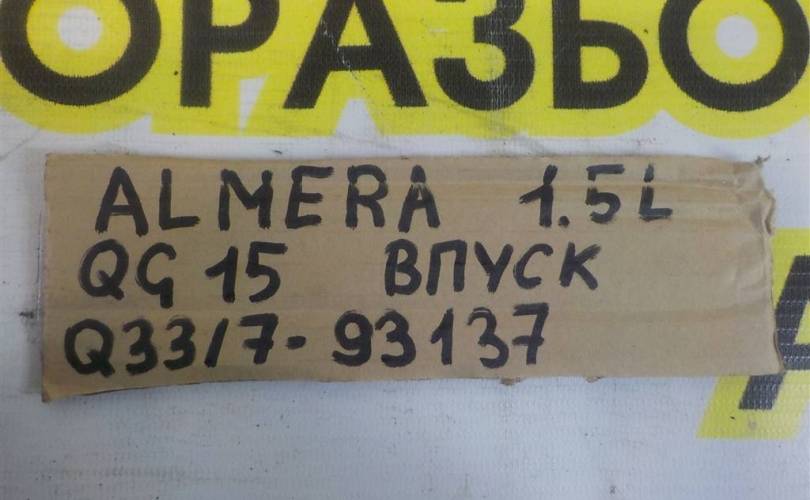 ОРАЗБО
ALMERA 1.5L
QG 15 ВПУСК
Q33/7-93137